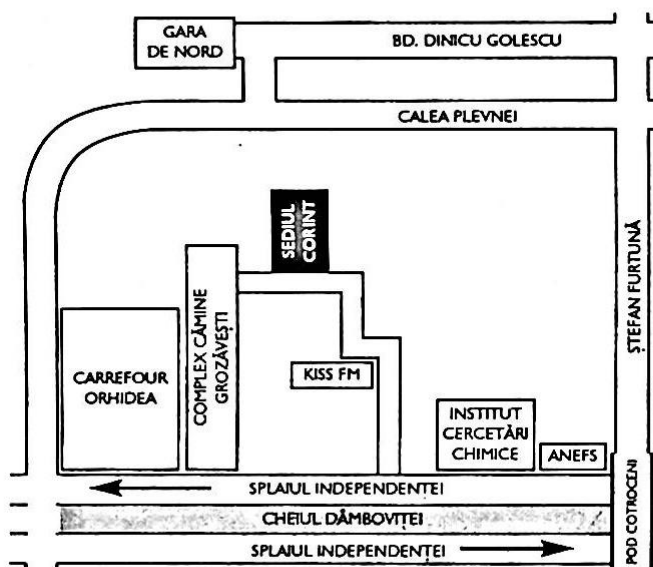 GARA
DE NORD
BD. DINICU GOLESCU
CALEA PLEVNEI
SEDIUL
CORINT
ȘTEFAN FURTUNĂ
COMPLEX CĂMINE
GROZĂVEȘTI
CARREFOUR
ORHIDEA
KISS FM
INSTITUT
CERCETĂRI
CHIMICE
ANEFS
SPLAIUL INDEPENDENȚEI
CHEIUL DÂMBOVIȚEI
SPLAIUL INDEPENDENȚEI
POD COTROCENI